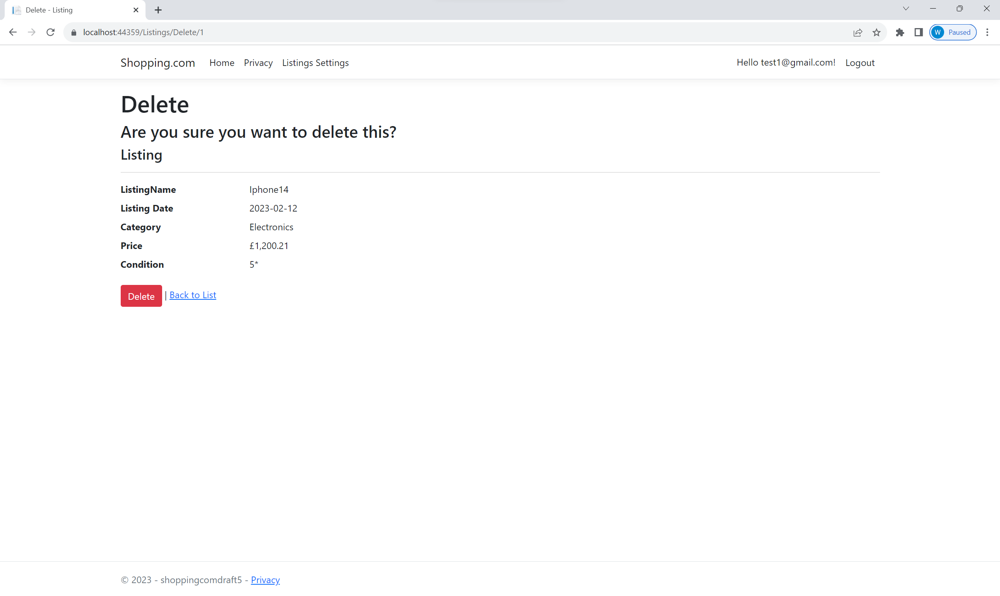 Delete - Listing
localhost:44359/Listings/Delete/1
W Paused
Shopping.com Home Privacy Listings Settings Hello test1@gmail.com! Logout
Delete
Are you sure you want to delete this?
Listing
ListingName Iphone14
Listing Date 2023-02-12
Category Electronics
Price £1,200.21
Condition 5*
Delete | Back to List
© 2023 - shoppingcomdraft5 - Privacy